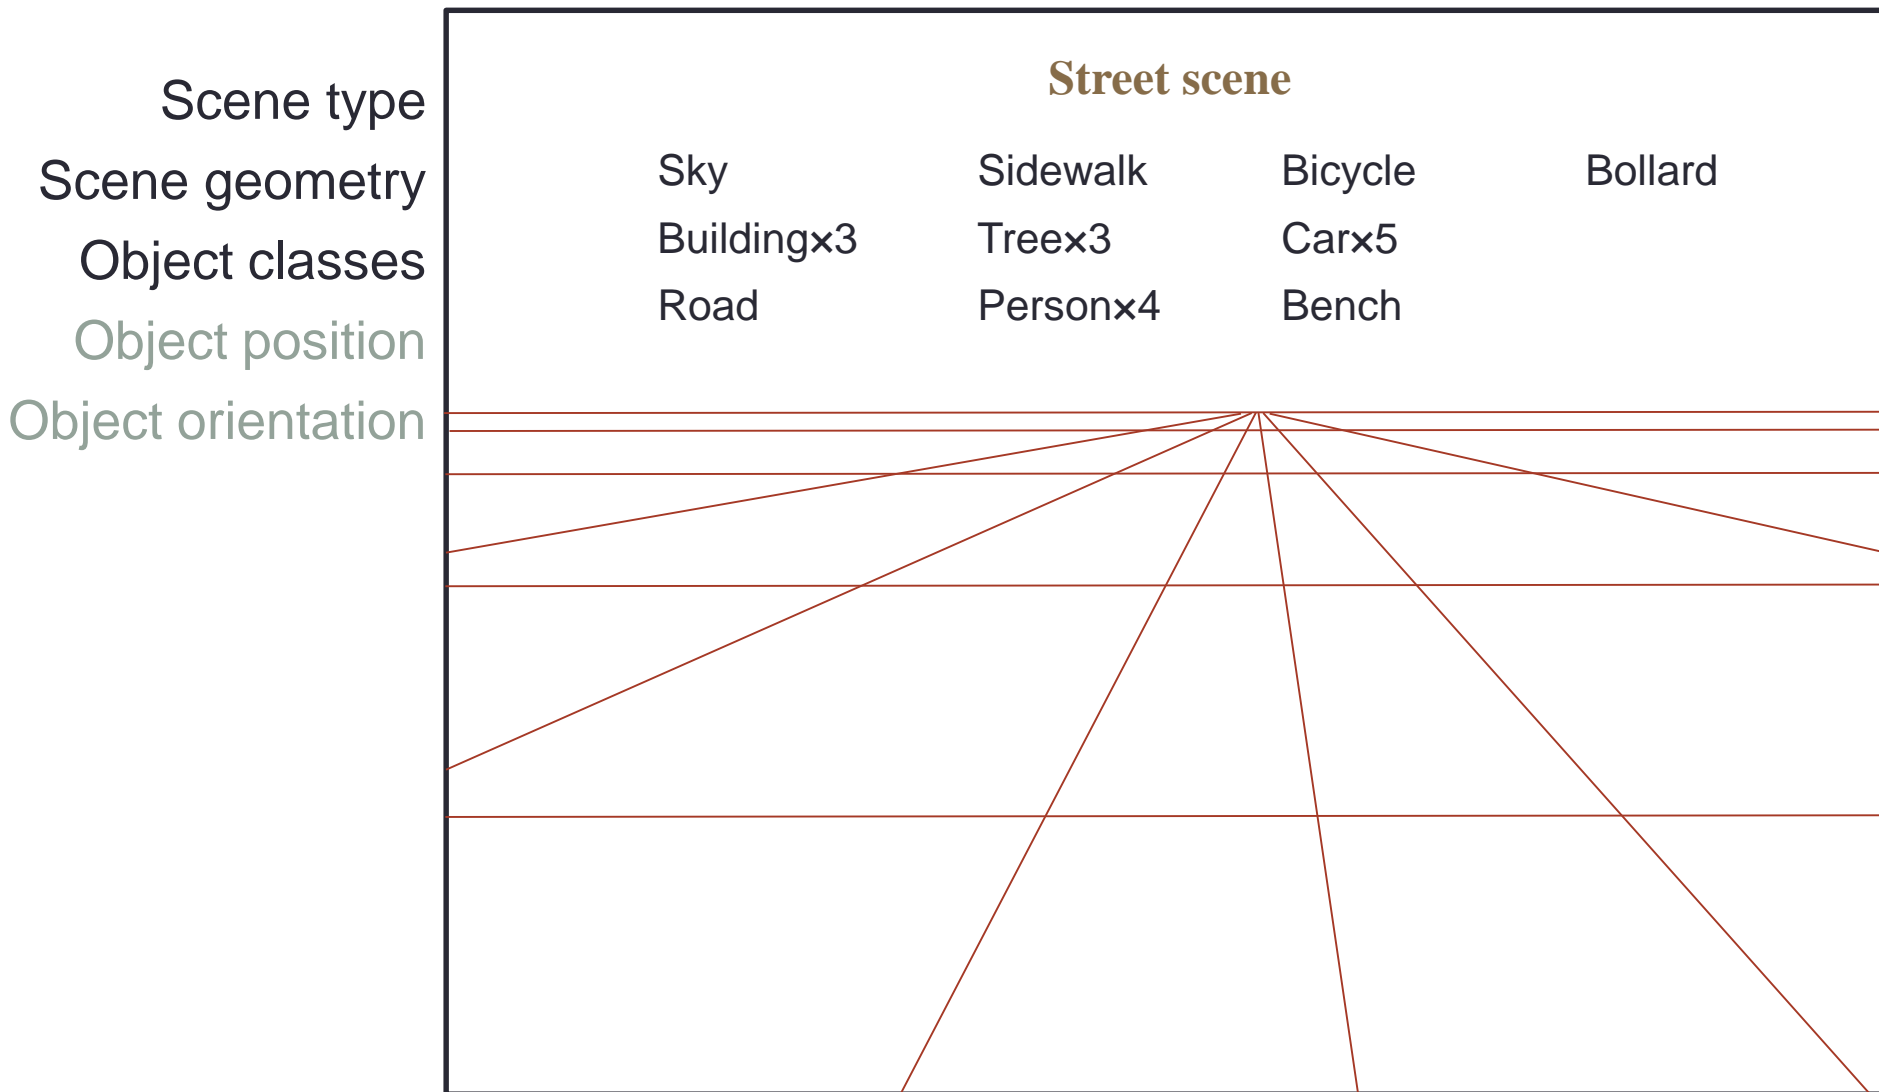 Scene type
Scene geometry
Object classes
Object position
Object orientation
Street scene
Sky Sidewalk Bicycle Bollard
Building×3 Tree×3 Car×5
Road Person×4 Bench